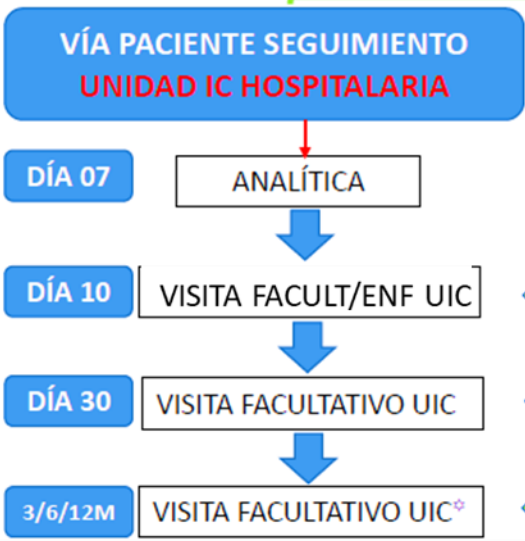 VÍA PACIENTE SEGUIMIENTO
UNIDAD IC HOSPITALARIA
DÍA 07
ANALÍTICA
DÍA 10
VISITA FACULT/ENF UIC
DÍA 30
VISITA FACULTATIVO UIC
3/6/12M
VISITA FACULTATIVO UIC✡